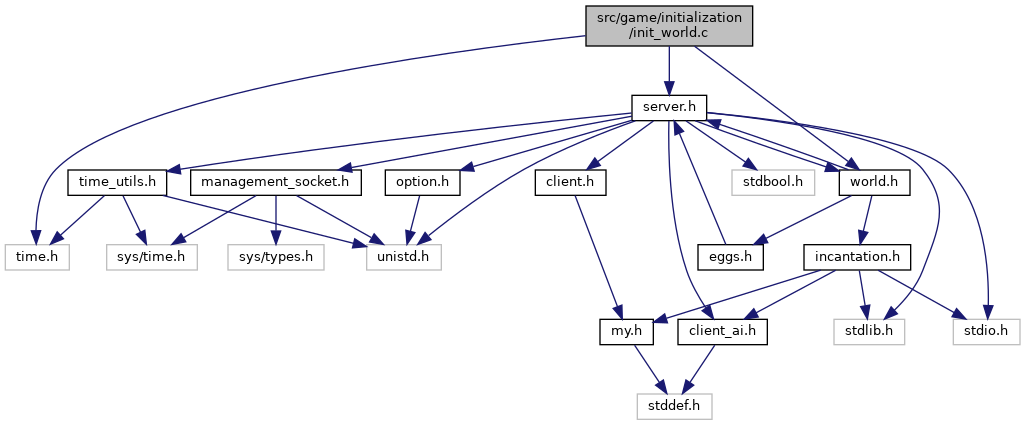 src/game/initialization
/init_world.c
server.h
time_utils.h
management_socket.h
option.h
client.h
stdbool.h
world.h
time.h
sys/time.h
sys/types.h
unistd.h
eggs.h
incantation.h
my.h
client_ai.h
stdlib.h
stdio.h
stddef.h